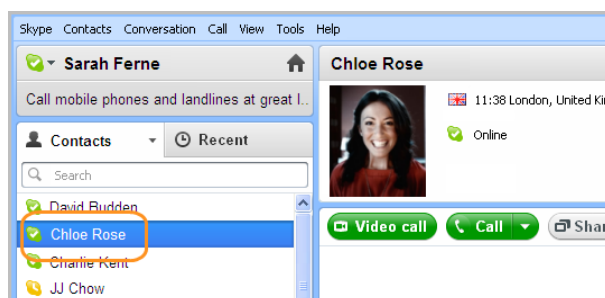 Skype Contacts Conversation Call View Tools Help
Sarah Ferne
Call mobile phones and landlines at great l..
Contacts
Recent
Search
David Budden
Chloe Rose
Charlie Kent
JJ Chow
Chloe Rose
11:38 London, United Ki
Online
Video call
Call
Shar